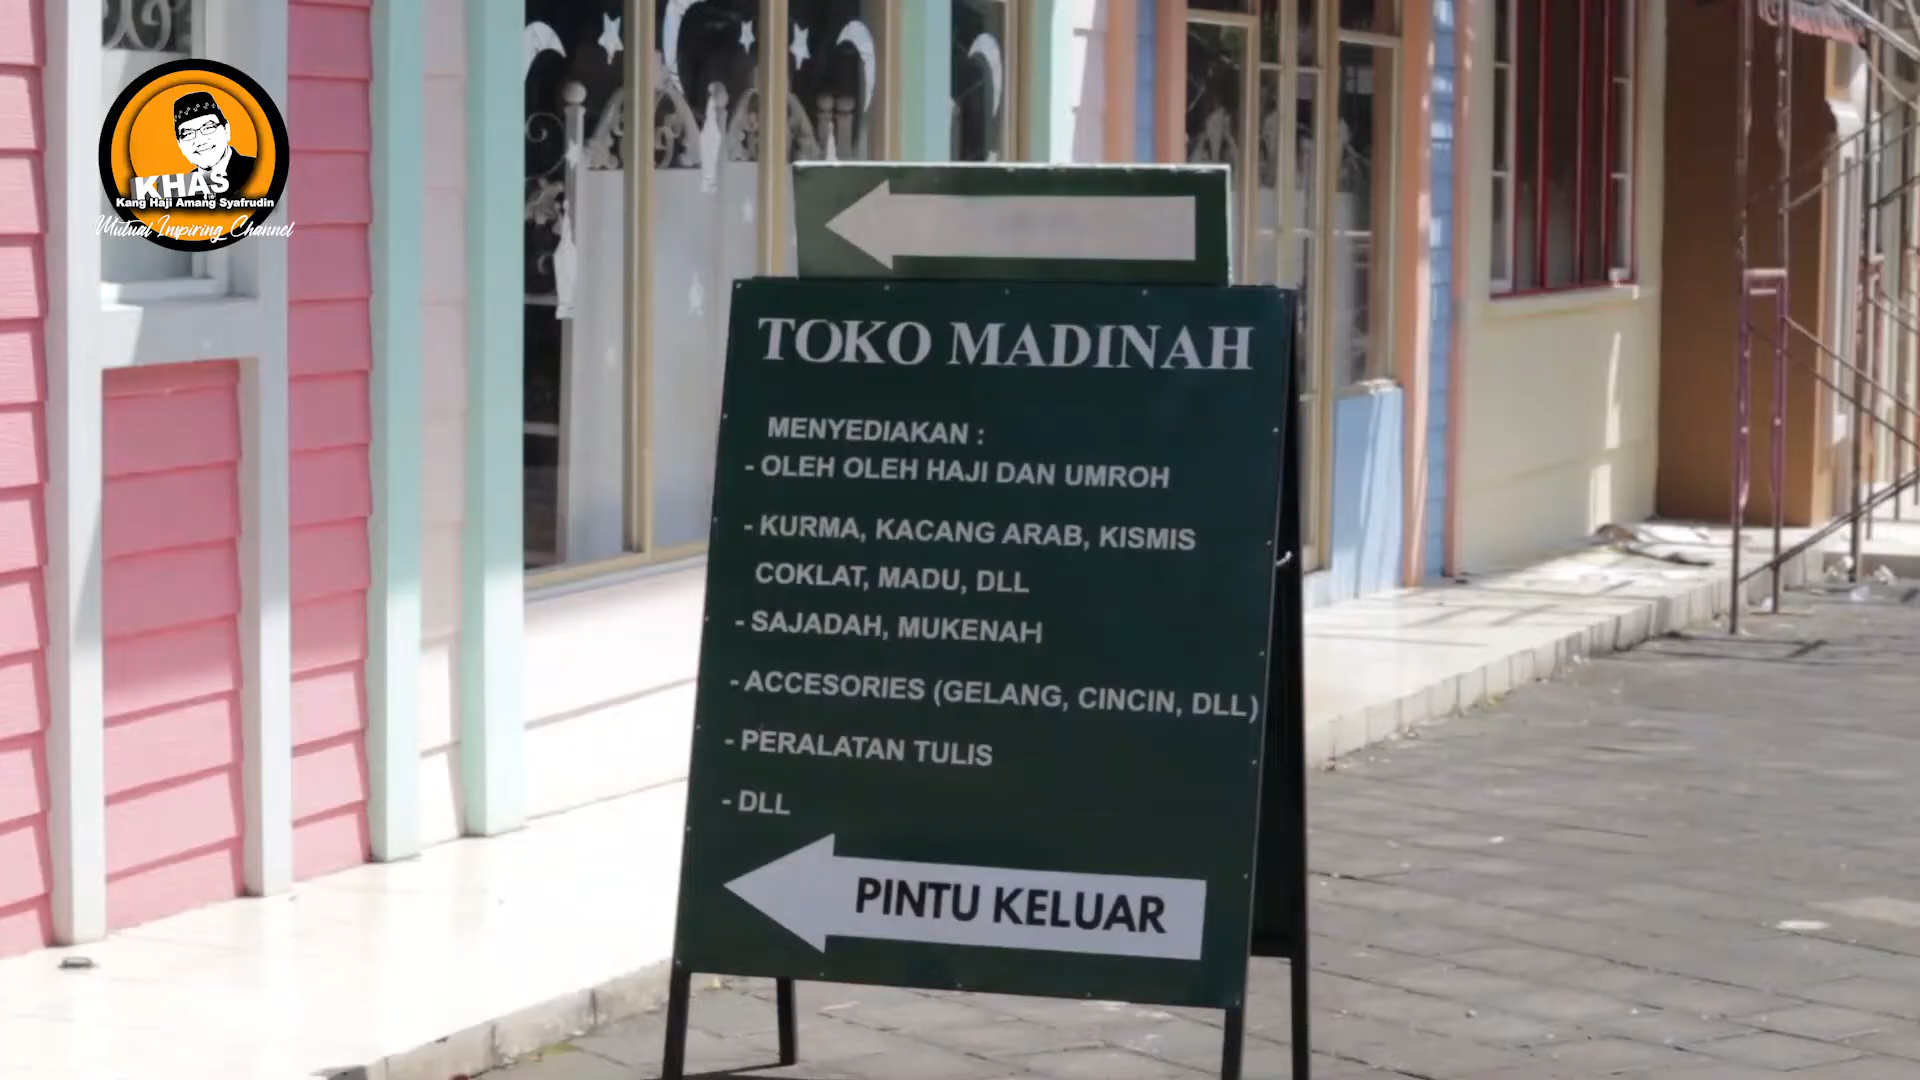 KHAS
Kang Haji Amang Syafrudin
Mutual Inspiring Channel
TOKO MADINAH
MENYEDIAKAN :
- OLEH OLEH HAJI DAN UMROH
- KURMA, KACANG ARAB, KISMIS
COKLAT, MADU, DLL
- SAJADAH, MUKENAH
- ACCESORIES (GELANG, CINCIN, DLL)
- PERALATAN TULIS
- DLL
PINTU KELUAR